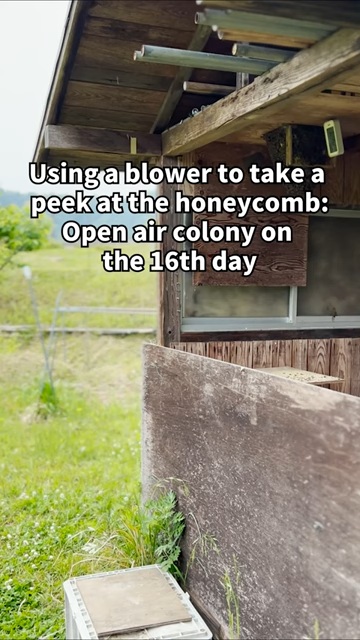 Using a blower to take a
peek at the honeycomb:
Open air colony on
the 16th day